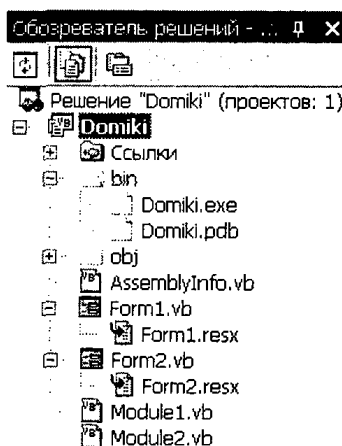 Обозреватель решений - ...
Решение "Domiki" (проектов: 1)
Domiki
Ссылки
bin
Domiki.exe
Domiki.pdb
obj
AssemblyInfo.vb
Form1.vb
Form1.resx
Form2.vb
Form2.resx
Module1.vb
Module2.vb